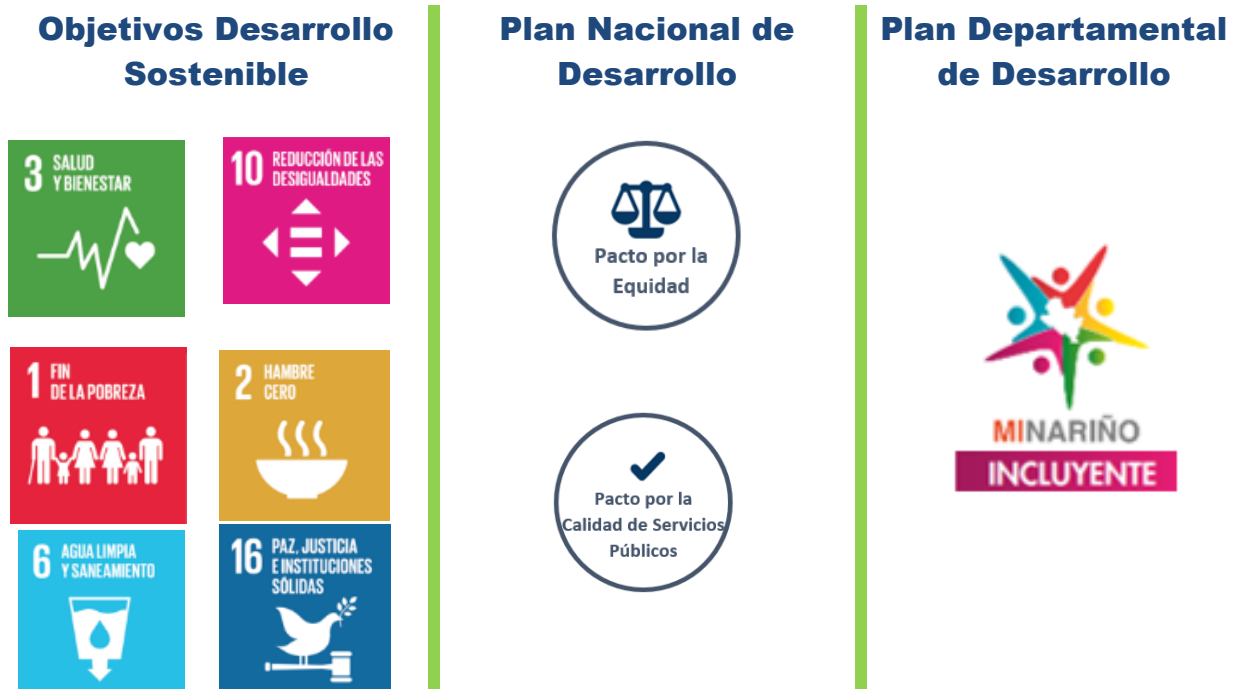 Objetivos Desarrollo
Sostenible
3 SALUD
Y BIENESTAR
10 REDUCCIÓN DE LAS
DESIGUALDADES
1 FIN
DE LA POBREZA
2 HAMBRE
CERO
6 AGUA LIMPIA
Y SANEAMIENTO
16 PAZ, JUSTICIA
E INSTITUCIONES
SÓLIDAS
Plan Nacional de
Desarrollo
Pacto por la
Equidad
Pacto por la
Calidad de Servicios
Públicos
Plan Departamental
de Desarrollo
MINARIÑO
INCLUYENTE